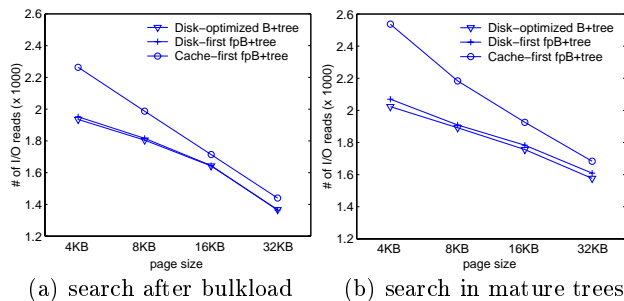 2.6
2.4
2.2
2
1.8
1.6
1.4
1.2
# of I/O reads (x 1000)
Disk−optimized B+tree
Disk−first fpB+tree
Cache−first fpB+tree
4KB 8KB 16KB 32KB
page size
(a) search after bulkload
2.6
2.4
2.2
2
1.8
1.6
1.4
1.2
# of I/O reads (x 1000)
Disk−optimized B+tree
Disk−first fpB+tree
Cache−first fpB+tree
4KB 8KB 16KB 32KB
page size
(b) search in mature trees